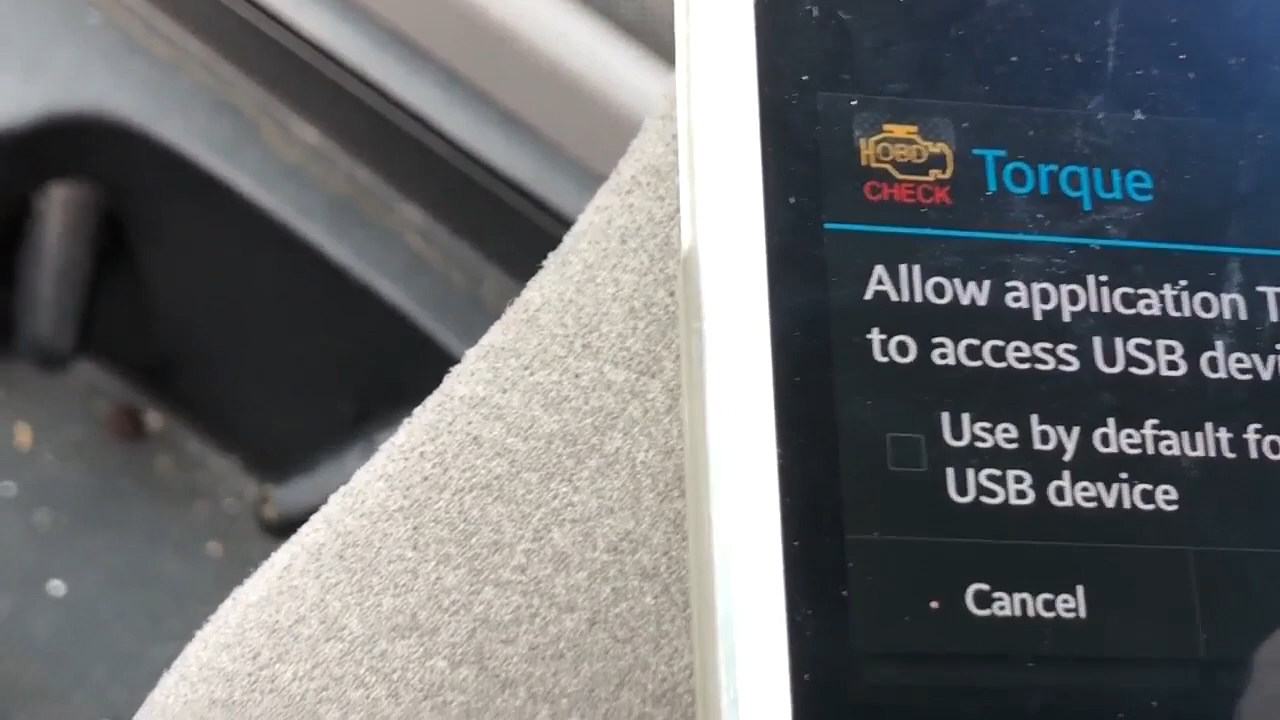 OBD
CHECK
Torque
Allow application
to access USB
Use by default
USB device
Cancel